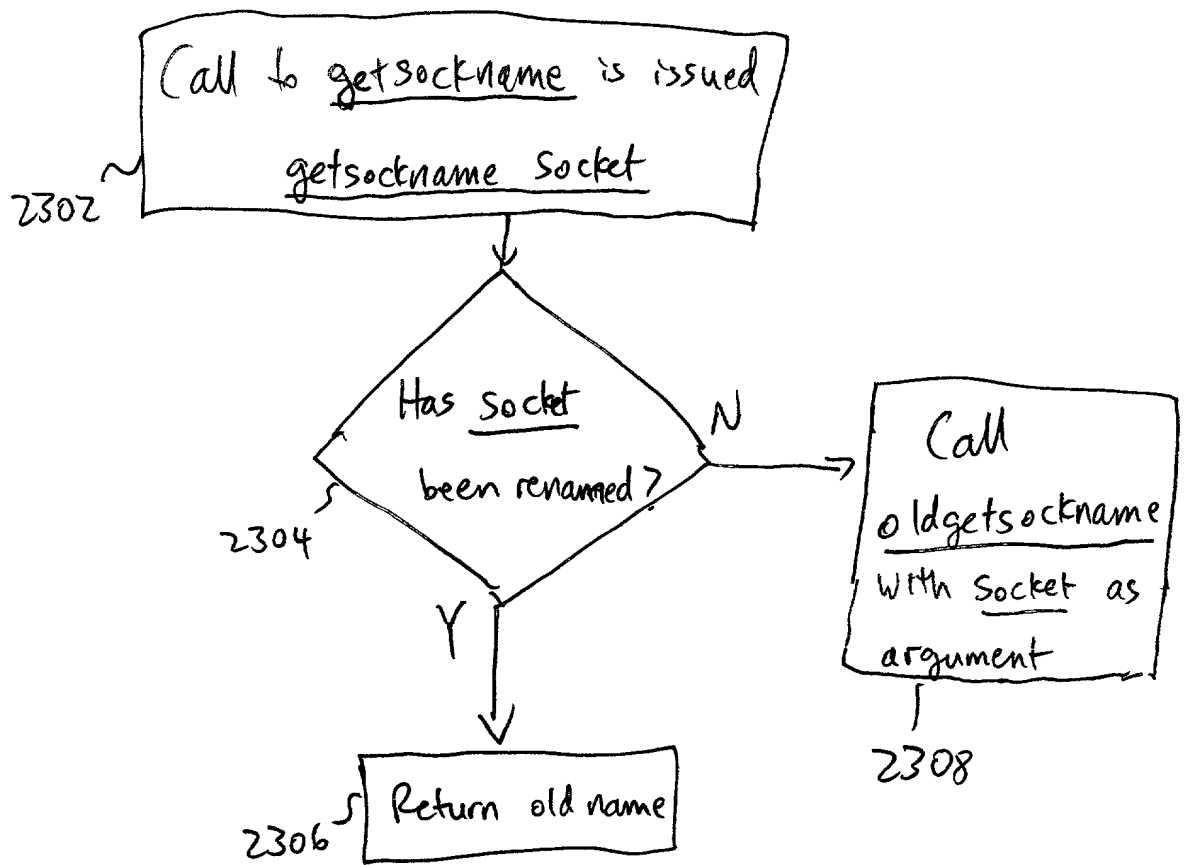 Call to getsockname is issued
getsockname socket
2302
Has socket
been renamed?
2304
N
Call
oldgetsockname
with socket as
argument
2308
Y
Return old name
2306